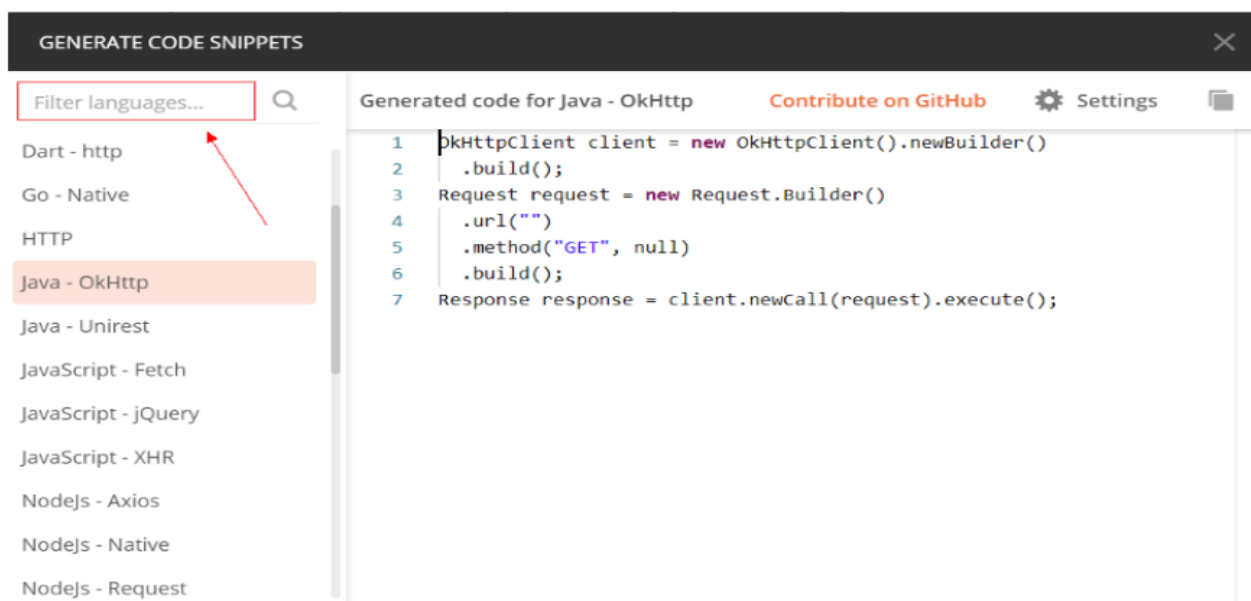 GENERATE CODE SNIPPETS
Filter languages...
Dart - http
Go - Native
HTTP
Java - OkHttp
Java - Unirest
JavaScript - Fetch
JavaScript - jQuery
JavaScript - XHR
NodeJs - Axios
NodeJs - Native
NodeJs - Request
Generated code for Java - OkHttp Contribute on GitHub Settings
1 OkHttpClient client = new OkHttpClient().newBuilder()
2 .build();
3 Request request = new Request.Builder()
4 .url("")
5 .method("GET", null)
6 .build();
7 Response response = client.newCall(request).execute();